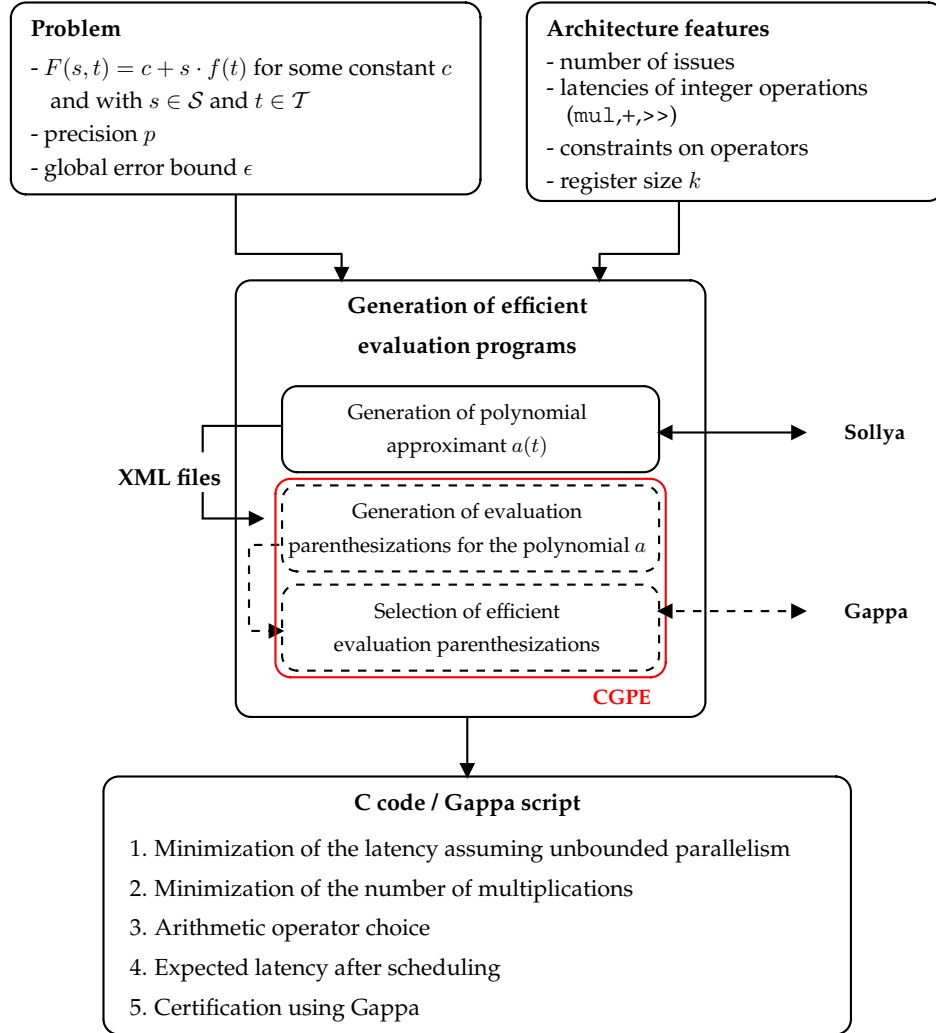 Problem
- F(s, t) = c + s · f(t) for some constant c
and with s ∈ 𝒮 and t ∈ 𝒯
- precision p
- global error bound ϵ
Architecture features
- number of issues
- latencies of integer operations
(mul,+,>>)
- constraints on operators
- register size k
Generation of efficient
evaluation programs
Generation of polynomial
approximant a(t)
Sollya
XML files
Generation of evaluation
parenthesizations for the polynomial a
Selection of efficient
evaluation parenthesizations
Gappa
CGPE
C code / Gappa script
1. Minimization of the latency assuming unbounded parallelism
2. Minimization of the number of multiplications
3. Arithmetic operator choice
4. Expected latency after scheduling
5. Certification using Gappa